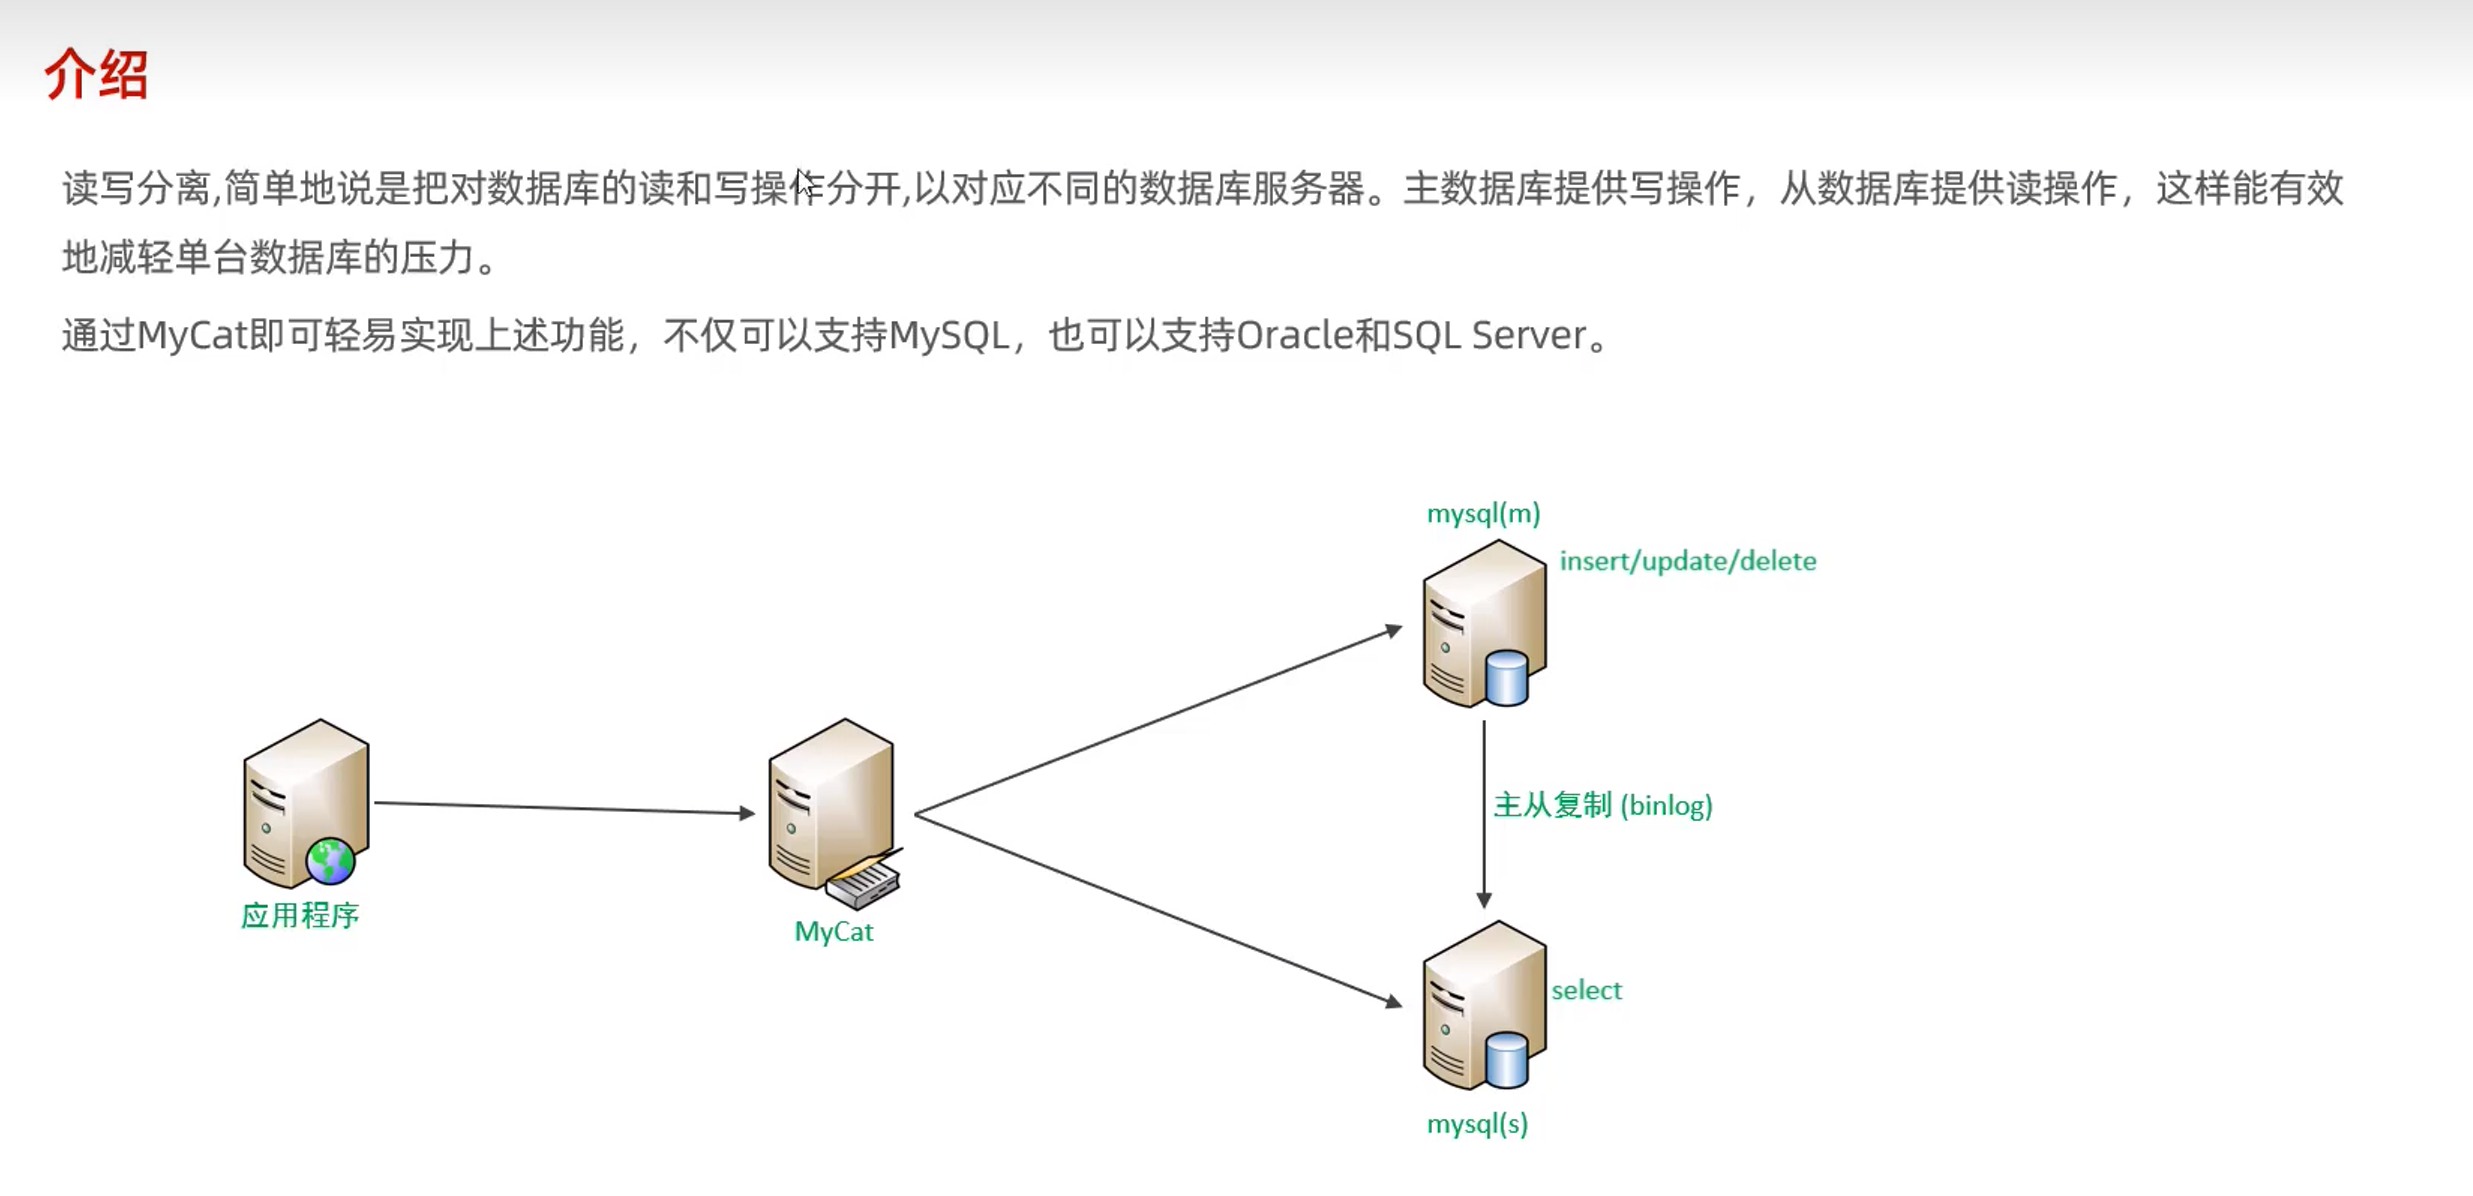 介绍
读写分离,简单地说是把对数据库的读和写操作分开,以对应不同的数据库服务器。主数据库提供写操作，从数据库提供读操作，这样能有效
地减轻单台数据库的压力。
通过MyCat即可轻易实现上述功能，不仅可以支持MySQL，也可以支持Oracle和SQL Server。
mysql(m)
insert/update/delete
主从复制 (binlog)
应用程序
MyCat
select
mysql(s)